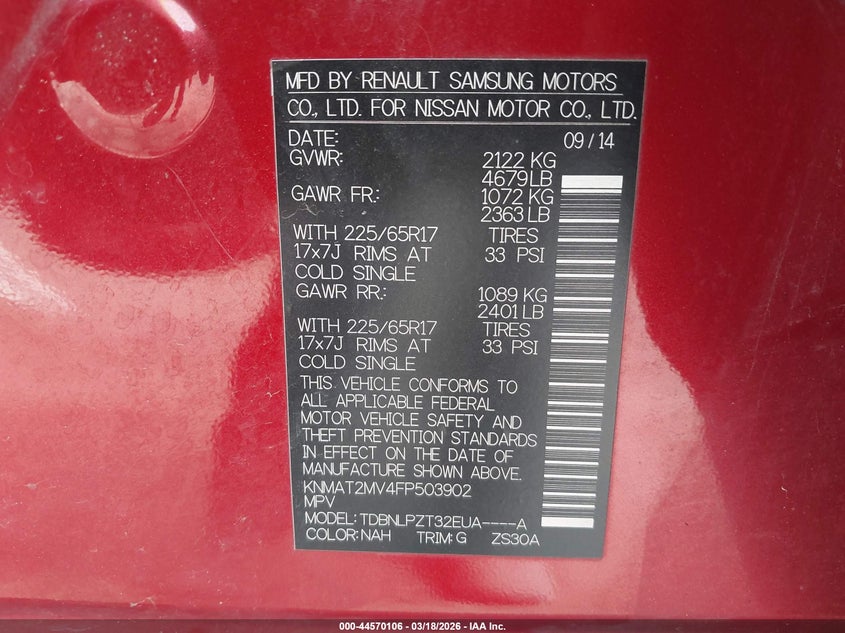 MFD BY RENAULT SAMSUNG MOTORS
CO., LTD. FOR NISSAN MOTOR CO., LTD.
DATE: 09/14
GVWR: 2122 KG
4679 LB
GAWR FR.: 1072 KG
2363 LB
WITH 225/65R17 TIRES
17x7J RIMS AT 33 PSI
COLD SINGLE
GAWR RR.: 1089 KG
2401 LB
WITH 225/65R17 TIRES
17x7J RIMS AT 33 PSI
COLD SINGLE
THIS VEHICLE CONFORMS TO
ALL APPLICABLE FEDERAL
MOTOR VEHICLE SAFETY AND
THEFT PREVENTION STANDARDS
IN EFFECT ON THE DATE OF
MANUFACTURE SHOWN ABOVE.
KNMAT2MV4FP503902
MPV
MODEL: TDBNLPZT32EUA----A
COLOR: NAH TRIM: G ZS30A
000-44570106 - 03/18/2026 - IAA Inc.